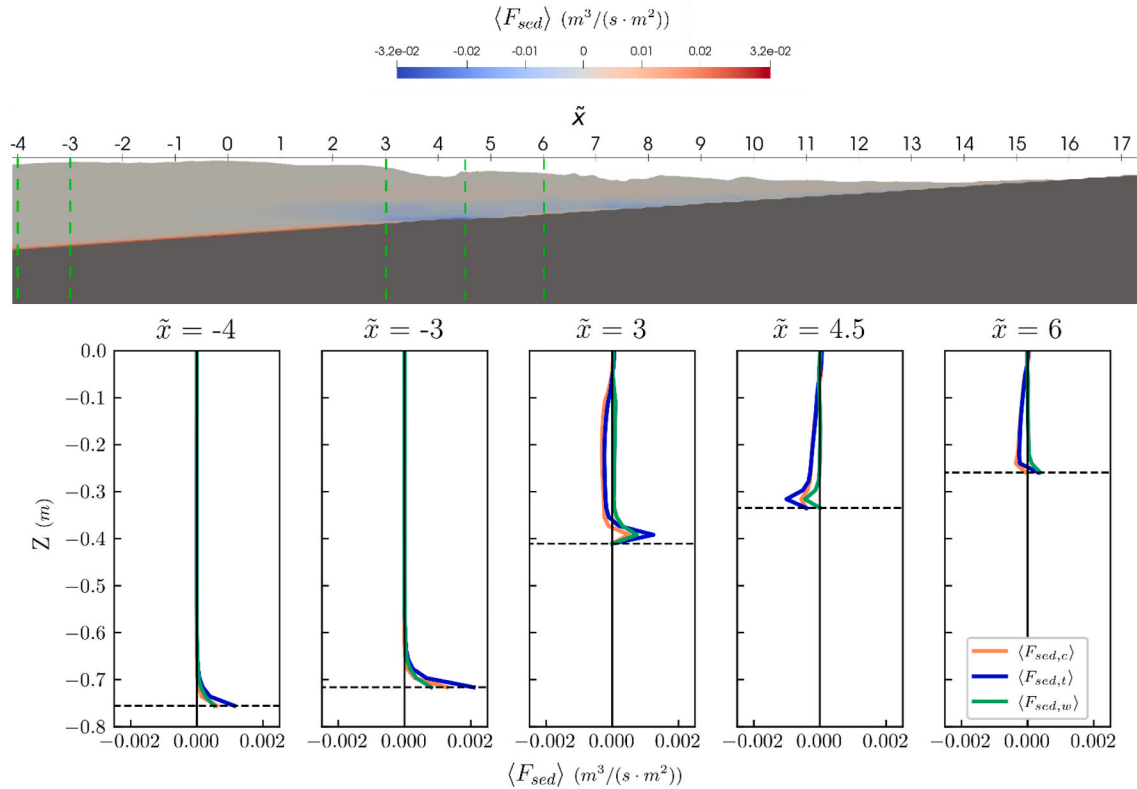 ⟨F_sed⟩ (m³/(s · m²))
-3,2e-02 -0.02 -0.01 0 0.01 0.02 3,2e-02
x̃
-4 -3 -2 -1 0 1 2 3 4 5 6 7 8 9 10 11 12 13 14 15 16 17
x̃ = -4 x̃ = -3 x̃ = 3 x̃ = 4.5 x̃ = 6
0.0
−0.1
−0.2
−0.3
−0.4
−0.5
−0.6
−0.7
−0.8
Z (m)
⟨F_sed,c⟩
⟨F_sed,t⟩
⟨F_sed,w⟩
−0.002 0.000 0.002 −0.002 0.000 0.002 −0.002 0.000 0.002 −0.002 0.000 0.002 −0.002 0.000 0.002
⟨F_sed⟩ (m³/(s · m²))